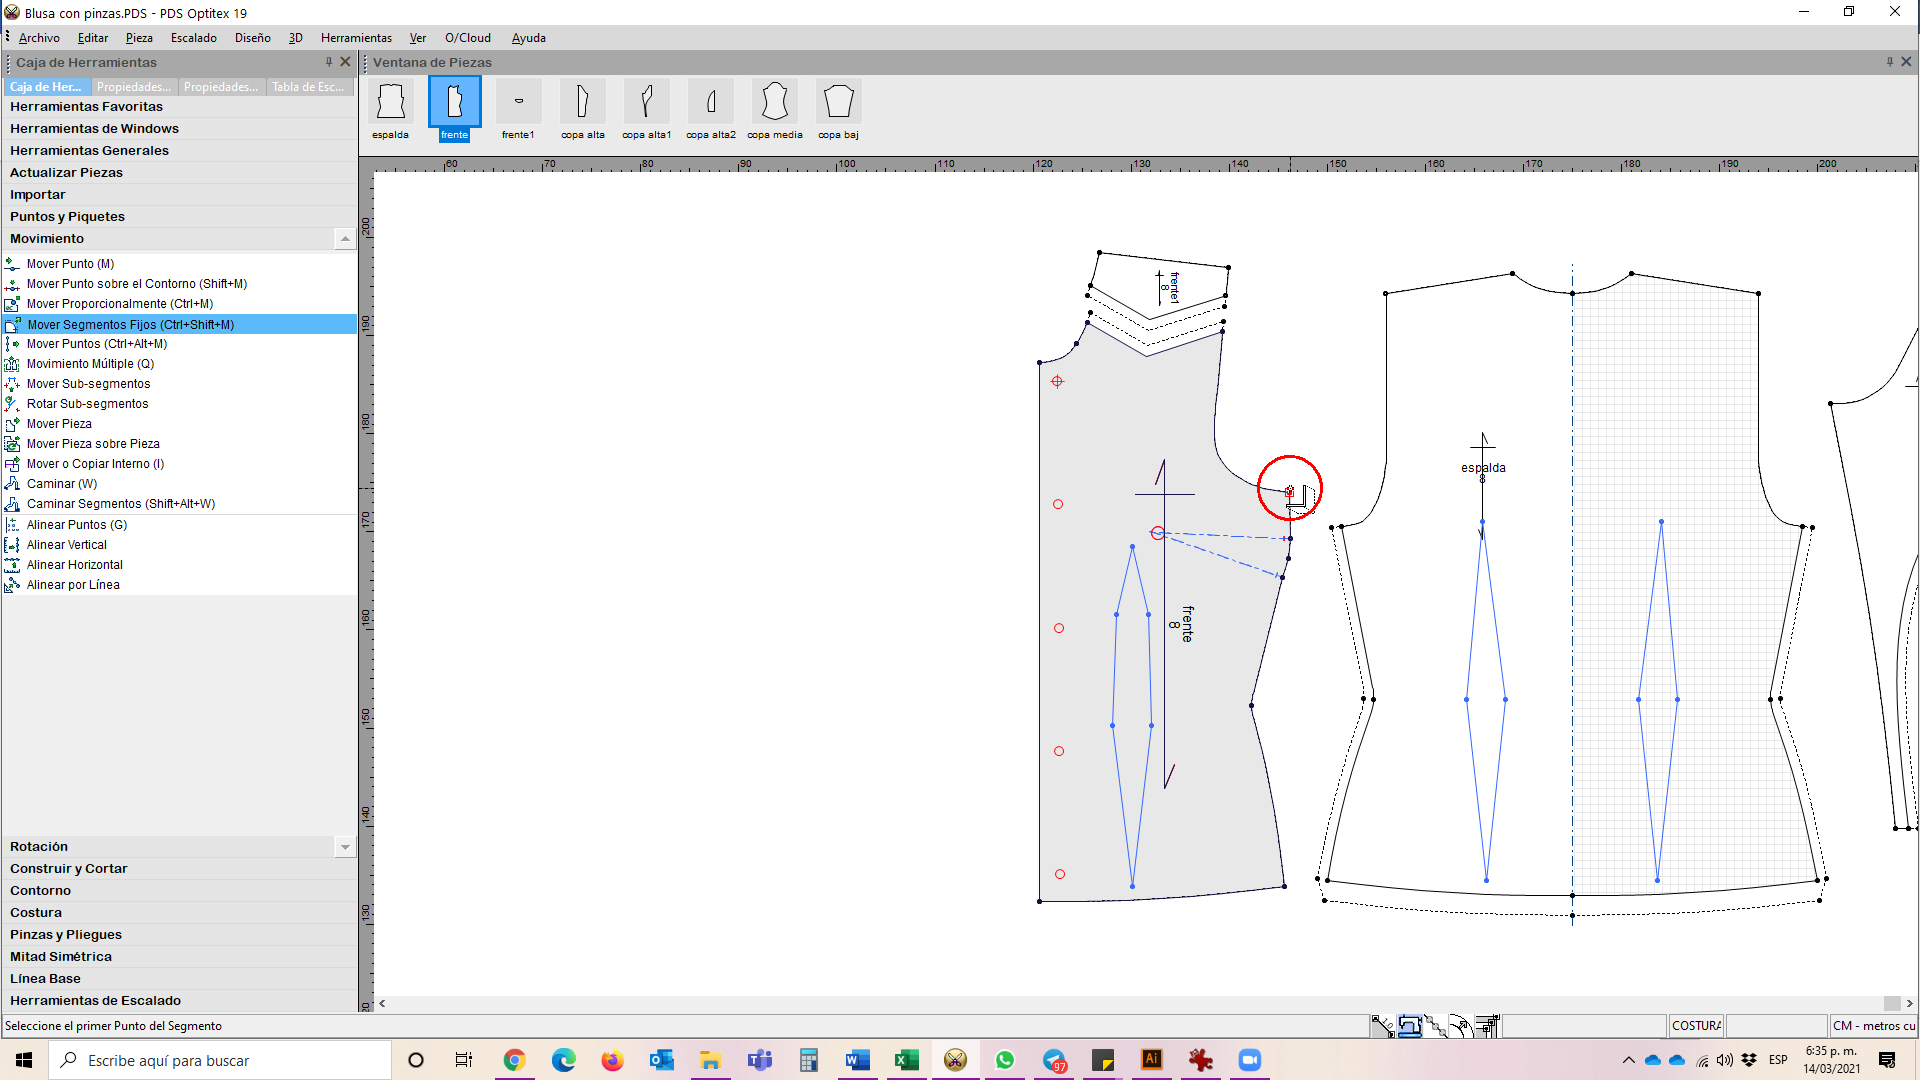 Blusa con pinzas.PDS - PDS Optitex 19
Archivo Editar Pieza Escalado Diseño 3D Herramientas Ver O/Cloud Ayuda
Caja de Herramientas
Caja de Her... Propiedades... Propiedades... Tabla de Esc...
Herramientas Favoritas
Herramientas de Windows
Herramientas Generales
Actualizar Piezas
Importar
Puntos y Piquetes
Movimiento
Mover Punto (M)
Mover Punto sobre el Contorno (Shift+M)
Mover Proporcionalmente (Ctrl+M)
Mover Segmentos Fijos (Ctrl+Shift+M)
Mover Puntos (Ctrl+Alt+M)
Movimiento Múltiple (Q)
Mover Sub-segmentos
Rotar Sub-segmentos
Mover Pieza
Mover Pieza sobre Pieza
Mover o Copiar Interno (I)
Caminar (W)
Caminar Segmentos (Shift+Alt+W)
Alinear Puntos (G)
Alinear Vertical
Alinear Horizontal
Alinear por Línea
Rotación
Construir y Cortar
Contorno
Costura
Pinzas y Pliegues
Mitad Simétrica
Línea Base
Herramientas de Escalado
Ventana de Piezas
espalda frente frente1 copa alta copa alta1 copa alta2 copa media copa baj
60 70 80 90 100 110 120 130 140 150 160 170 180 190 200
200
190
180
170
160
150
140
130
20
frente1
8
frente
8
espalda
8
Seleccione el primer Punto del Segmento
COSTURA
CM - metros cu
Escribe aquí para buscar
97
Ai
ESP
6:35 p. m.
14/03/2021